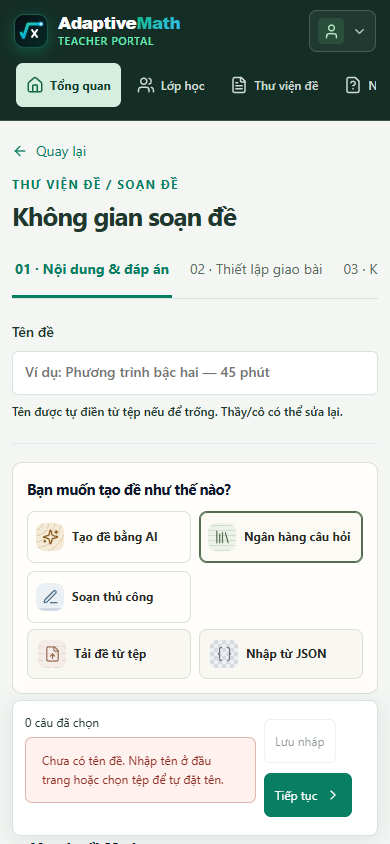 AdaptiveMath
TEACHER PORTAL
Tổng quan
Lớp học
Thư viện đề
N
Quay lại
THƯ VIỆN ĐỀ / SOẠN ĐỀ
Không gian soạn đề
01 · Nội dung & đáp án
02 · Thiết lập giao bài
03 · K
Tên đề
Ví dụ: Phương trình bậc hai — 45 phút
Tên được tự điền từ tệp nếu để trống. Thầy/cô có thể sửa lại.
Bạn muốn tạo đề như thế nào?
Tạo đề bằng AI
Ngân hàng câu hỏi
Soạn thủ công
Tải đề từ tệp
Nhập từ JSON
0 câu đã chọn
Chưa có tên đề. Nhập tên ở đầu
trang hoặc chọn tệp để tự đặt tên.
Lưu nháp
Tiếp tục